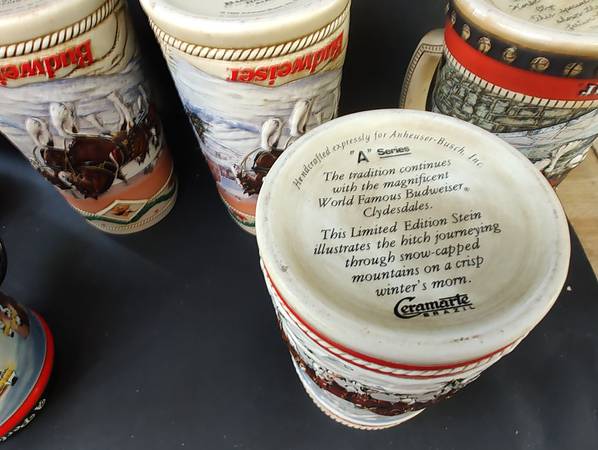 Budweiser
Budweiser
Handcrafted expressly for Anheuser-Busch, Inc.
"A" Series
The tradition continues
with the magnificent
World Famous Budweiser®
Clydesdales.
This Limited Edition Stein
illustrates the hitch journeying
through snow-capped
mountains on a crisp
winter's morn.
Ceramarte
BRAZIL